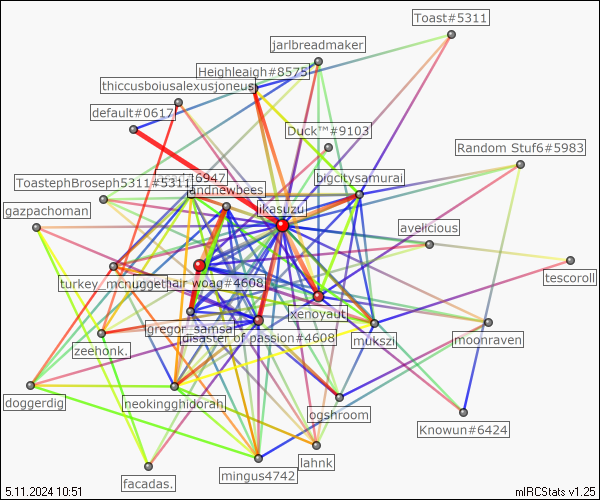 Toast#5311
jarlbreadmaker
Heighleaigh#8575
thiccusboiusalexusjoneus
default#0617
Duck™#9103
Random Stuf6#5983
6947
bigcitysamurai
ToastephBroseph5311#5311
andnewbees
gazpachoman
ikasuzu
avelicious
tescoroll
turkey_mcnuggethair
woag#4608
xenoyaut
gregor_samsa
disaster of passion#4608
mukszi
moonraven
zeehonk.
doggerdig
neokingghidorah
ogshroom
Knowun#6424
lahnk
facadas.
mingus4742
5.11.2024 10:51
mIRCStats v1.25